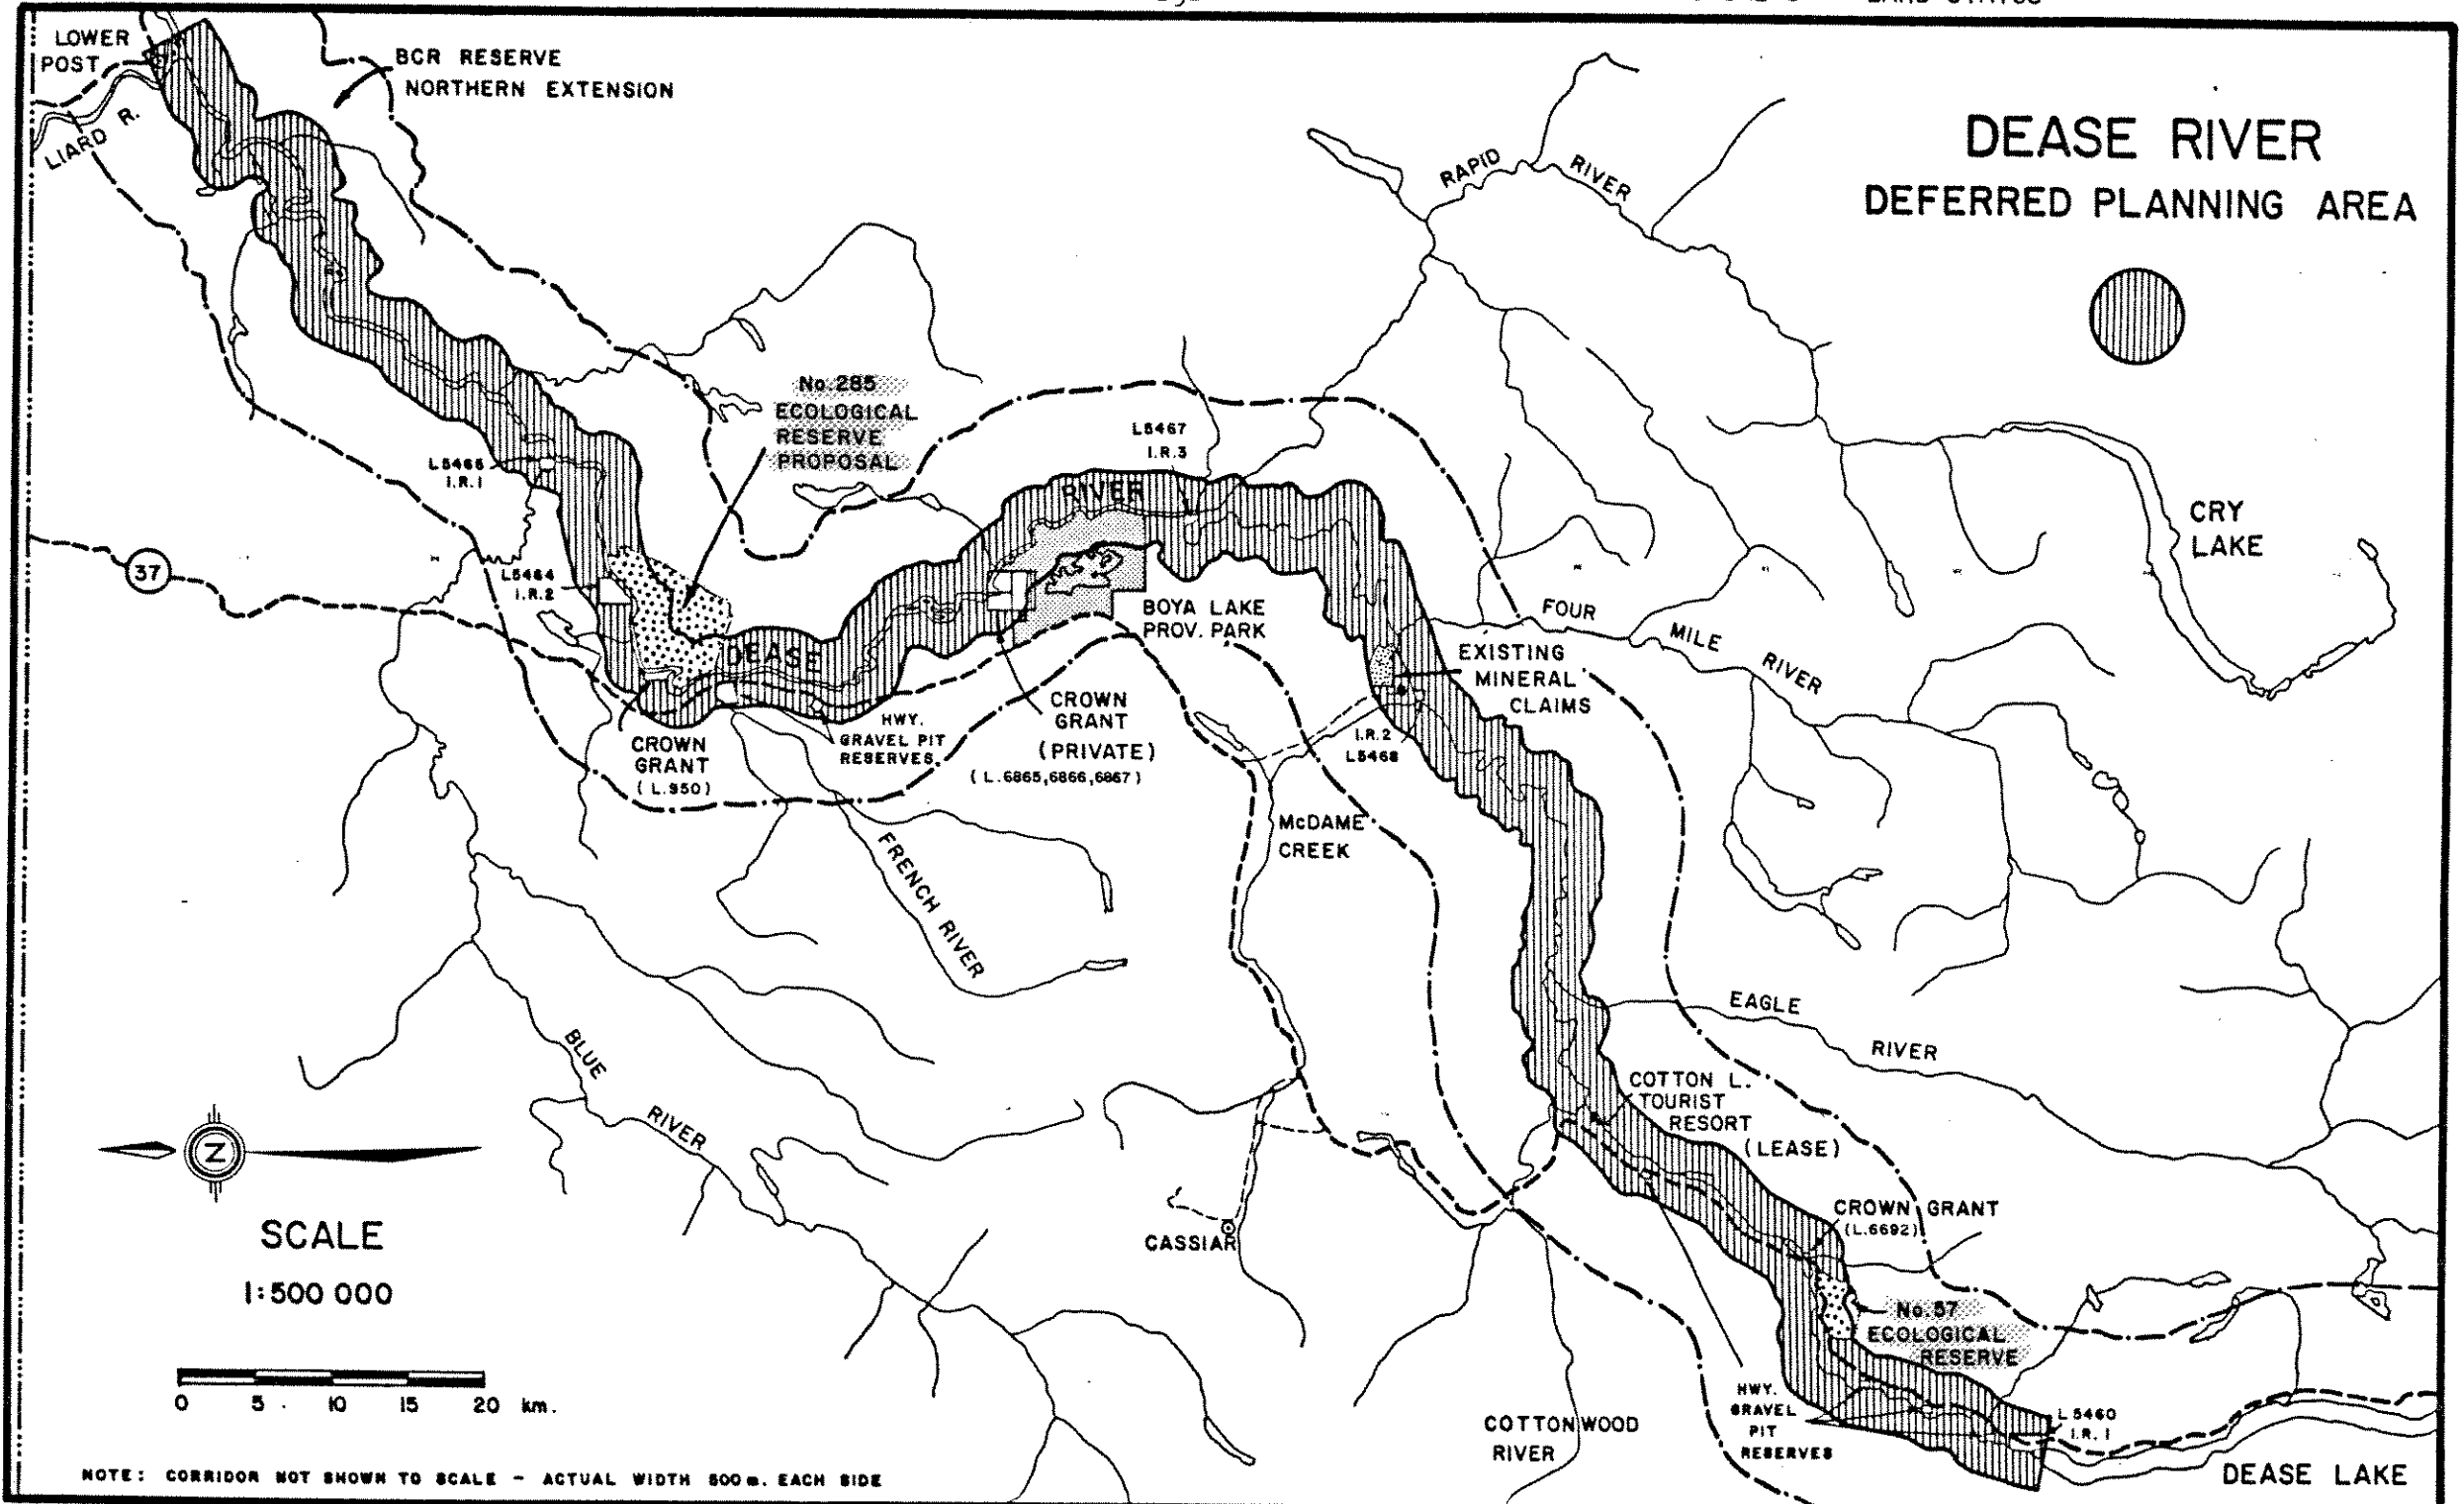 LAND STATUS
DEASE RIVER
DEFERRED PLANNING AREA
LOWER
POST
BCR RESERVE
NORTHERN EXTENSION
LIARD R.
RAPID
RIVER
No.285
ECOLOGICAL
RESERVE
PROPOSAL
L5465
I.R.1
L5467
I.R.3
RIVER
CRY
LAKE
37
L5464
I.R.2
DEASE
BOYA LAKE
PROV. PARK
FOUR
MILE
RIVER
EXISTING
MINERAL
CLAIMS
I.R.2
L5468
CROWN
GRANT
(L.950)
HWY.
GRAVEL PIT
RESERVES
CROWN
GRANT
(PRIVATE)
(L.6865,6866,6867)
McDAME
CREEK
FRENCH RIVER
EAGLE
RIVER
BLUE
RIVER
COTTON L.
TOURIST
RESORT
(LEASE)
N
SCALE
1:500 000
CASSIAR
CROWN GRANT
(L.6692)
No.57
ECOLOGICAL
RESERVE
0 5 10 15 20 km.
HWY.
GRAVEL
PIT
RESERVES
L5460
I.R.1
COTTONWOOD
RIVER
DEASE LAKE
NOTE: CORRIDOR NOT SHOWN TO SCALE - ACTUAL WIDTH 500 m. EACH SIDE